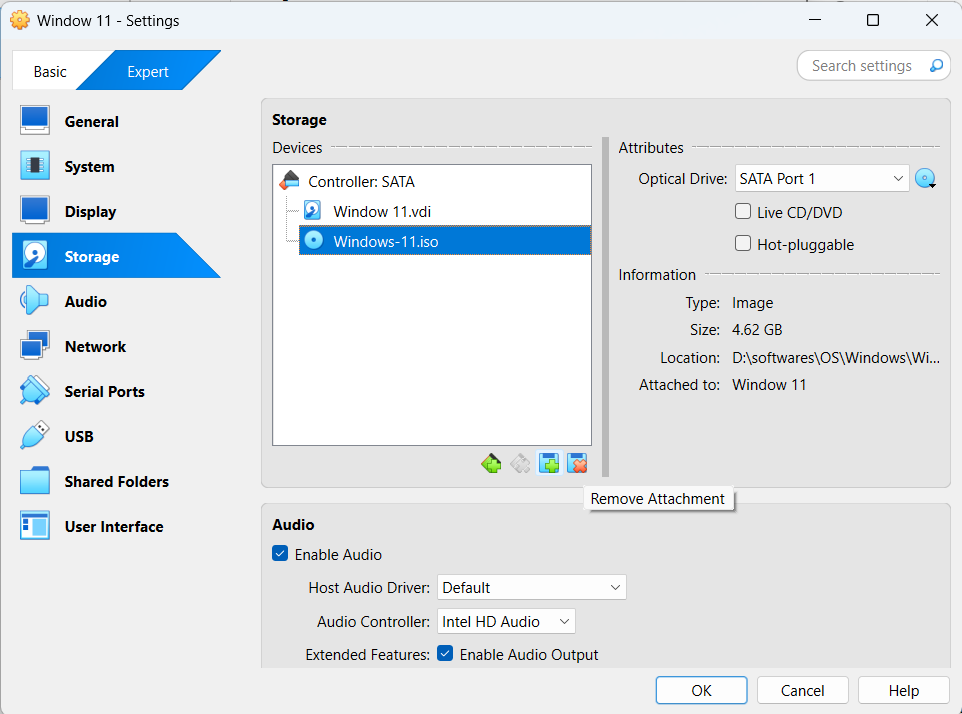 Window 11 - Settings
Basic
Expert
Search settings
General
System
Display
Storage
Audio
Network
Serial Ports
USB
Shared Folders
User Interface
Storage
Devices
Controller: SATA
Window 11.vdi
Windows-11.iso
Attributes
Optical Drive: SATA Port 1
Live CD/DVD
Hot-pluggable
Information
Type: Image
Size: 4.62 GB
Location: D:\softwares\OS\Windows\Wi...
Attached to: Window 11
Remove Attachment
Audio
Enable Audio
Host Audio Driver: Default
Audio Controller: Intel HD Audio
Extended Features: Enable Audio Output
OK
Cancel
Help